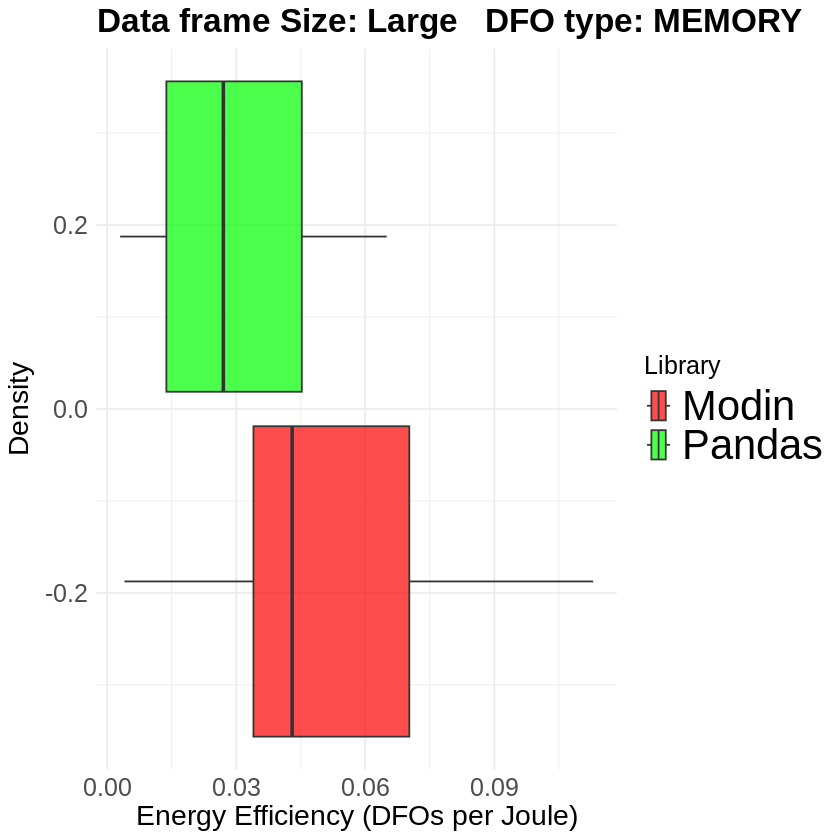 Data frame Size: Large   DFO type: MEMORY
0.2
0.0
-0.2
Density
0.00 0.03 0.06 0.09
Energy Efficiency (DFOs per Joule)
Library
Modin
Pandas